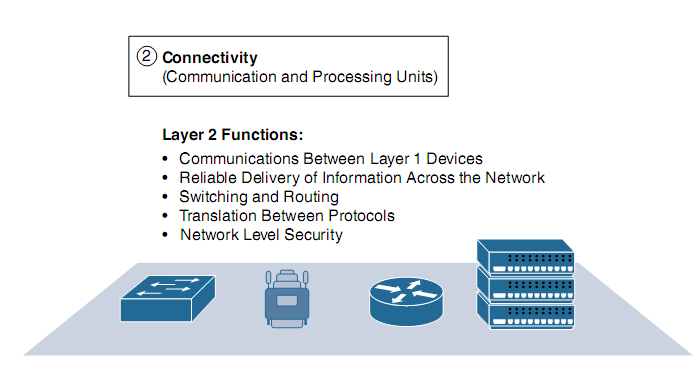 ② Connectivity
(Communication and Processing Units)
Layer 2 Functions:
• Communications Between Layer 1 Devices
• Reliable Delivery of Information Across the Network
• Switching and Routing
• Translation Between Protocols
• Network Level Security